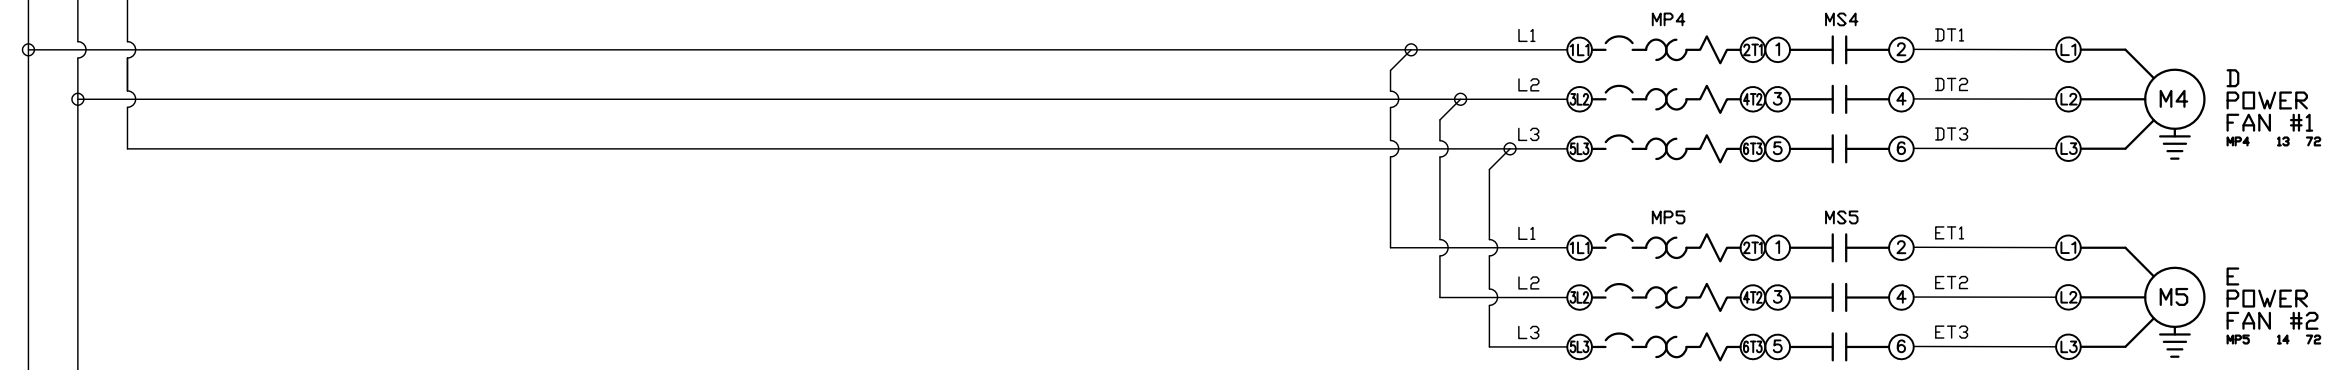 MP4 MS4
L1 1L1 2T1 1 2 DT1 L1
L2 3L2 4T2 3 4 DT2 L2 M4
L3 5L3 6T3 5 6 DT3 L3
D
POWER
FAN #1
MP4 13 72
MP5 MS5
L1 1L1 2T1 1 2 ET1 L1
L2 3L2 4T2 3 4 ET2 L2 M5
L3 5L3 6T3 5 6 ET3 L3
E
POWER
FAN #2
MP5 14 72